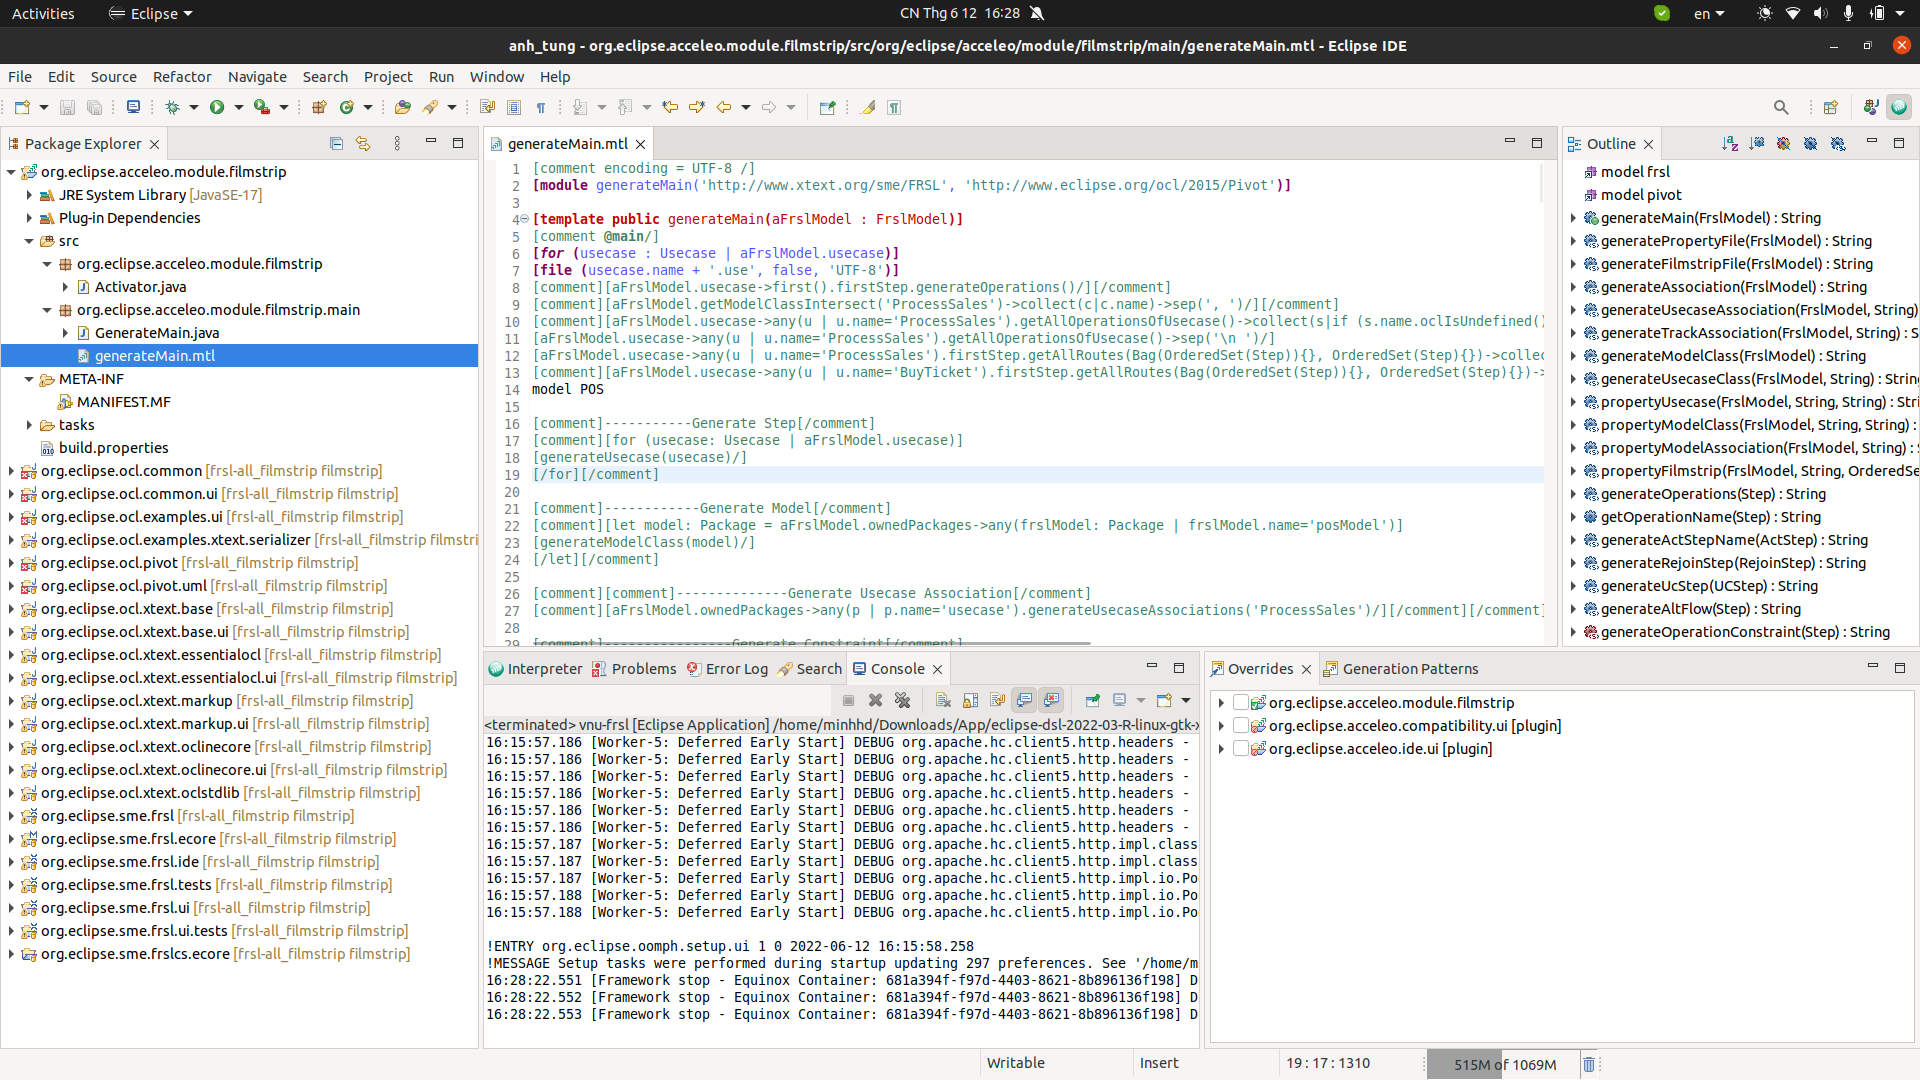 Activities
Eclipse
CN Thg 6 12 16:28
en
anh_tung - org.eclipse.acceleo.module.filmstrip/src/org/eclipse/acceleo/module/filmstrip/main/generateMain.mtl - Eclipse IDE
File Edit Source Refactor Navigate Search Project Run Window Help
Package Explorer
org.eclipse.acceleo.module.filmstrip
JRE System Library [JavaSE-17]
Plug-in Dependencies
src
org.eclipse.acceleo.module.filmstrip
Activator.java
org.eclipse.acceleo.module.filmstrip.main
GenerateMain.java
generateMain.mtl
META-INF
MANIFEST.MF
tasks
build.properties
org.eclipse.ocl.common [frsl-all_filmstrip filmstrip]
org.eclipse.ocl.common.ui [frsl-all_filmstrip filmstrip]
org.eclipse.ocl.examples.ui [frsl-all_filmstrip filmstrip]
org.eclipse.ocl.examples.xtext.serializer [frsl-all_filmstrip filmstri
org.eclipse.ocl.pivot [frsl-all_filmstrip filmstrip]
org.eclipse.ocl.pivot.uml [frsl-all_filmstrip filmstrip]
org.eclipse.ocl.xtext.base [frsl-all_filmstrip filmstrip]
org.eclipse.ocl.xtext.base.ui [frsl-all_filmstrip filmstrip]
org.eclipse.ocl.xtext.essentialocl [frsl-all_filmstrip filmstrip]
org.eclipse.ocl.xtext.essentialocl.ui [frsl-all_filmstrip filmstrip]
org.eclipse.ocl.xtext.markup [frsl-all_filmstrip filmstrip]
org.eclipse.ocl.xtext.markup.ui [frsl-all_filmstrip filmstrip]
org.eclipse.ocl.xtext.oclinecore [frsl-all_filmstrip filmstrip]
org.eclipse.ocl.xtext.oclinecore.ui [frsl-all_filmstrip filmstrip]
org.eclipse.ocl.xtext.oclstdlib [frsl-all_filmstrip filmstrip]
org.eclipse.sme.frsl [frsl-all_filmstrip filmstrip]
org.eclipse.sme.frsl.ecore [frsl-all_filmstrip filmstrip]
org.eclipse.sme.frsl.ide [frsl-all_filmstrip filmstrip]
org.eclipse.sme.frsl.tests [frsl-all_filmstrip filmstrip]
org.eclipse.sme.frsl.ui [frsl-all_filmstrip filmstrip]
org.eclipse.sme.frsl.ui.tests [frsl-all_filmstrip filmstrip]
org.eclipse.sme.frslcs.ecore [frsl-all_filmstrip filmstrip]
generateMain.mtl
1 [comment encoding = UTF-8 /]
2 [module generateMain('http://www.xtext.org/sme/FRSL', 'http://www.eclipse.org/ocl/2015/Pivot')]
3
4 [template public generateMain(aFrslModel : FrslModel)]
5 [comment @main/]
6 [for (usecase : Usecase | aFrslModel.usecase)]
7 [file (usecase.name + '.use', false, 'UTF-8')]
8 [comment][aFrslModel.usecase->first().firstStep.generateOperations()/][/comment]
9 [comment][aFrslModel.getModelClassIntersect('ProcessSales')->collect(c|c.name)->sep(', ')/][/comment]
10 [comment][aFrslModel.usecase->any(u | u.name='ProcessSales').getAllOperationsOfUsecase()->collect(s|if (s.name.oclIsUndefined()
11 [aFrslModel.usecase->any(u | u.name='ProcessSales').getAllOperationsOfUsecase()->sep('\n ')/]
12 [aFrslModel.usecase->any(u | u.name='ProcessSales').firstStep.getAllRoutes(Bag(OrderedSet(Step)){}, OrderedSet(Step){})->collec
13 [comment][aFrslModel.usecase->any(u | u.name='BuyTicket').firstStep.getAllRoutes(Bag(OrderedSet(Step)){}, OrderedSet(Step){})->
14 model POS
15
16 [comment]-----------Generate Step[/comment]
17 [comment][for (usecase: Usecase | aFrslModel.usecase)]
18 [generateUsecase(usecase)/]
19 [/for][/comment]
20
21 [comment]------------Generate Model[/comment]
22 [comment][let model: Package = aFrslModel.ownedPackages->any(frslModel: Package | frslModel.name='posModel')]
23 [generateModelClass(model)/]
24 [/let][/comment]
25
26 [comment][comment]--------------Generate Usecase Association[/comment]
27 [comment][aFrslModel.ownedPackages->any(p | p.name='usecase').generateUsecaseAssociations('ProcessSales')/][/comment][/comment]
28
29 [comment]----------------Generate Constraint[/comment]
Outline
model frsl
model pivot
generateMain(FrslModel) : String
generatePropertyFile(FrslModel) : String
generateFilmstripFile(FrslModel) : String
generateAssociation(FrslModel) : String
generateUsecaseAssociation(FrslModel, String)
generateTrackAssociation(FrslModel, String) : S
generateModelClass(FrslModel) : String
generateUsecaseClass(FrslModel, String) : Strin
propertyUsecase(FrslModel, String, String) : Stri
propertyModelClass(FrslModel, String, String) :
propertyModelAssociation(FrslModel, String) :
propertyFilmstrip(FrslModel, String, OrderedSe
generateOperations(Step) : String
getOperationName(Step) : String
generateActStepName(ActStep) : String
generateRejoinStep(RejoinStep) : String
generateUcStep(UCStep) : String
generateAltFlow(Step) : String
generateOperationConstraint(Step) : String
Interpreter Problems Error Log Search Console
<terminated> vnu-frsl [Eclipse Application] /home/minhhd/Downloads/App/eclipse-dsl-2022-03-R-linux-gtk-x
16:15:57.186 [Worker-5: Deferred Early Start] DEBUG org.apache.hc.client5.http.headers -
16:15:57.186 [Worker-5: Deferred Early Start] DEBUG org.apache.hc.client5.http.headers -
16:15:57.186 [Worker-5: Deferred Early Start] DEBUG org.apache.hc.client5.http.headers -
16:15:57.186 [Worker-5: Deferred Early Start] DEBUG org.apache.hc.client5.http.headers -
16:15:57.186 [Worker-5: Deferred Early Start] DEBUG org.apache.hc.client5.http.headers -
16:15:57.186 [Worker-5: Deferred Early Start] DEBUG org.apache.hc.client5.http.headers -
16:15:57.187 [Worker-5: Deferred Early Start] DEBUG org.apache.hc.client5.http.impl.class
16:15:57.187 [Worker-5: Deferred Early Start] DEBUG org.apache.hc.client5.http.impl.class
16:15:57.187 [Worker-5: Deferred Early Start] DEBUG org.apache.hc.client5.http.impl.io.Po
16:15:57.188 [Worker-5: Deferred Early Start] DEBUG org.apache.hc.client5.http.impl.io.Po
16:15:57.188 [Worker-5: Deferred Early Start] DEBUG org.apache.hc.client5.http.impl.io.Po
!ENTRY org.eclipse.oomph.setup.ui 1 0 2022-06-12 16:15:58.258
!MESSAGE Setup tasks were performed during startup updating 297 preferences. See '/home/m
16:28:22.551 [Framework stop - Equinox Container: 681a394f-f97d-4403-8621-8b896136f198] D
16:28:22.552 [Framework stop - Equinox Container: 681a394f-f97d-4403-8621-8b896136f198] D
16:28:22.553 [Framework stop - Equinox Container: 681a394f-f97d-4403-8621-8b896136f198] D
Overrides Generation Patterns
org.eclipse.acceleo.module.filmstrip
org.eclipse.acceleo.compatibility.ui [plugin]
org.eclipse.acceleo.ide.ui [plugin]
Writable Insert 19 : 17 : 1310 515M of 1069M